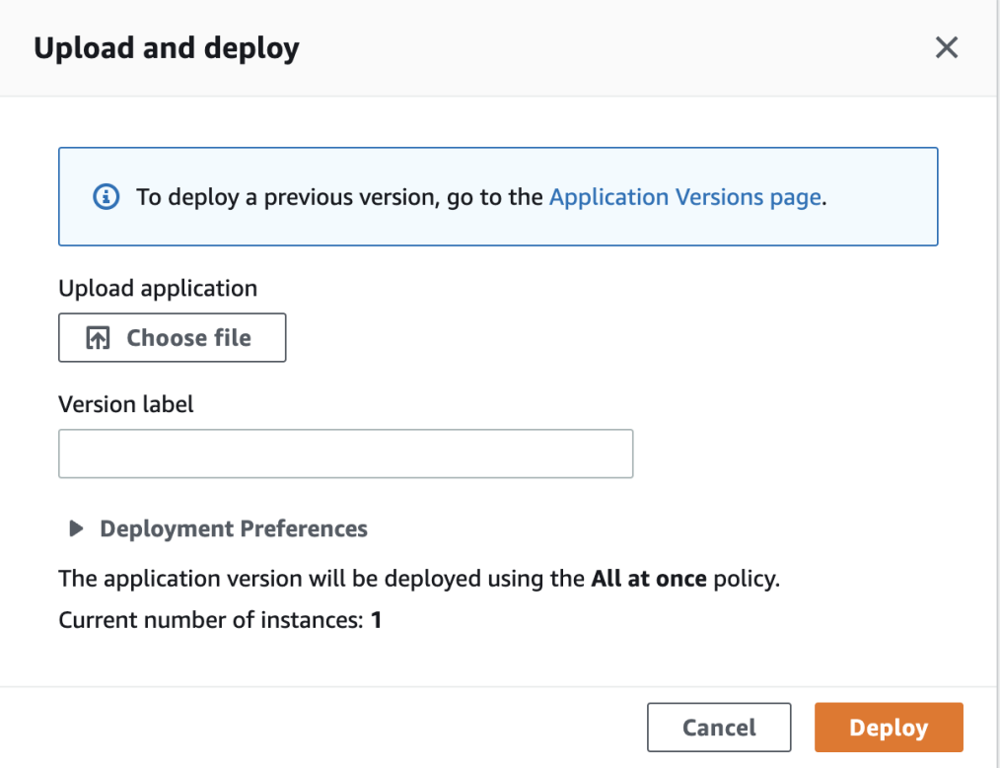 Upload and deploy
To deploy a previous version, go to the Application Versions page.
Upload application
Choose file
Version label
Deployment Preferences
The application version will be deployed using the All at once policy.
Current number of instances: 1
Cancel
Deploy